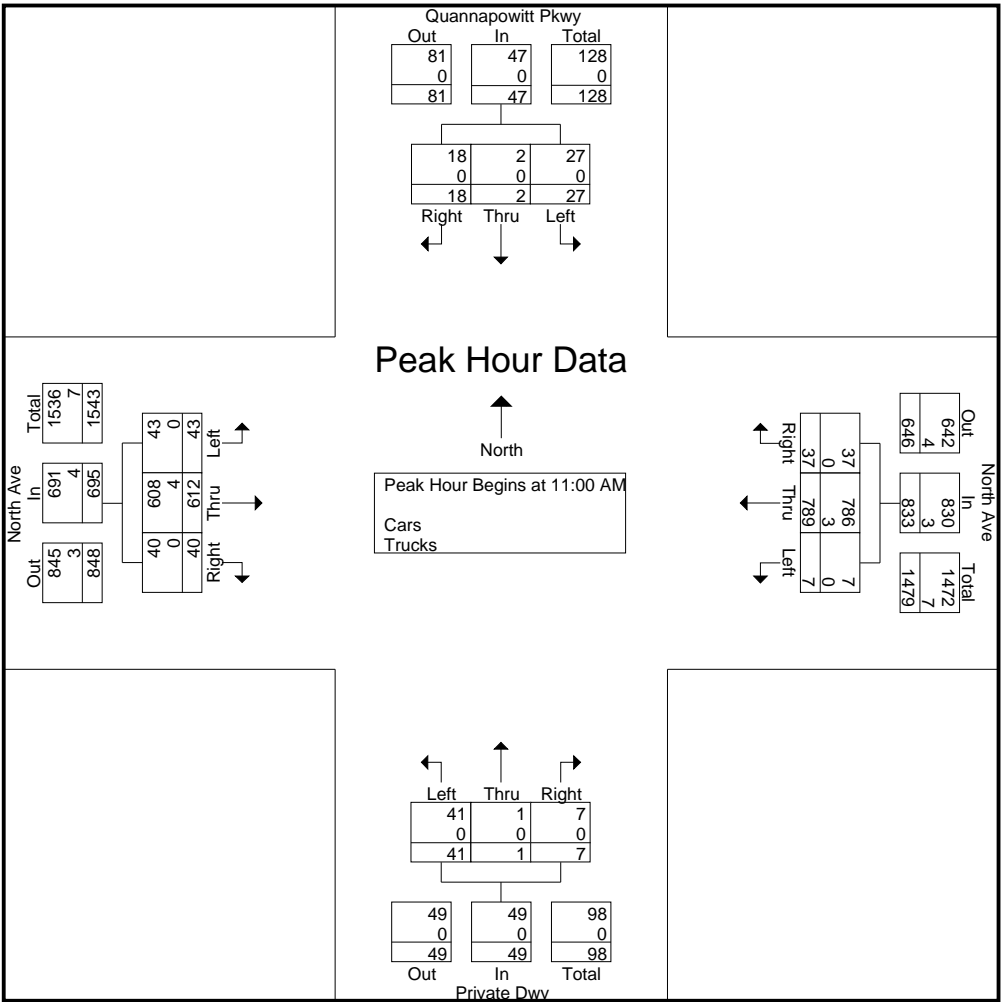 Quannapowitt Pkwy
Out In Total
81 47 128
0 0 0
81 47 128
18 2 27
0 0 0
18 2 27
Right Thru Left
Peak Hour Data
North
Peak Hour Begins at 11:00 AM
Cars
Trucks
North Ave
Total
1536
7
1543
In
691
4
695
Out
845
3
848
43
0
43
Left
608
4
612
Thru
40
0
40
Right
North Ave
Out
642
4
646
In
830
3
833
Total
1472
7
1479
Right
37
0
37
Thru
786
3
789
Left
7
0
7
Left Thru Right
41 1 7
0 0 0
41 1 7
49 49 98
0 0 0
49 49 98
Out In Total
Private Dwy